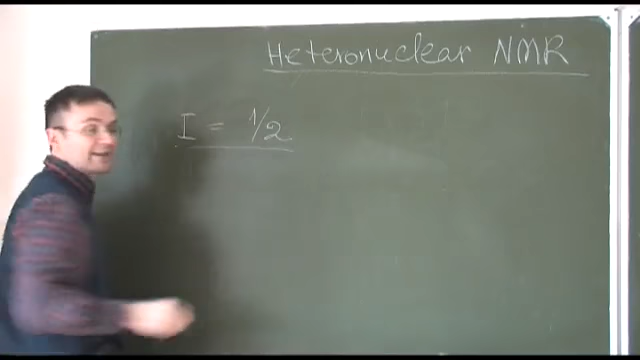 Heteronuclear NMR
I = 1/2